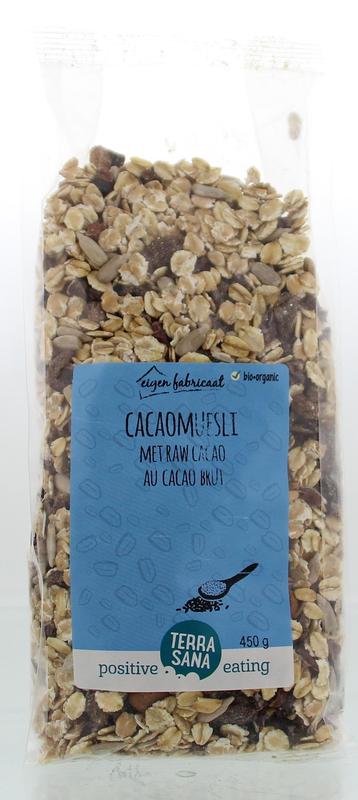 eigen fabricaat
bio+organic
CACAOMUESLI
MET RAW CACAO
AU CACAO BRUT
450 g
TERRA
SANA
positive eating